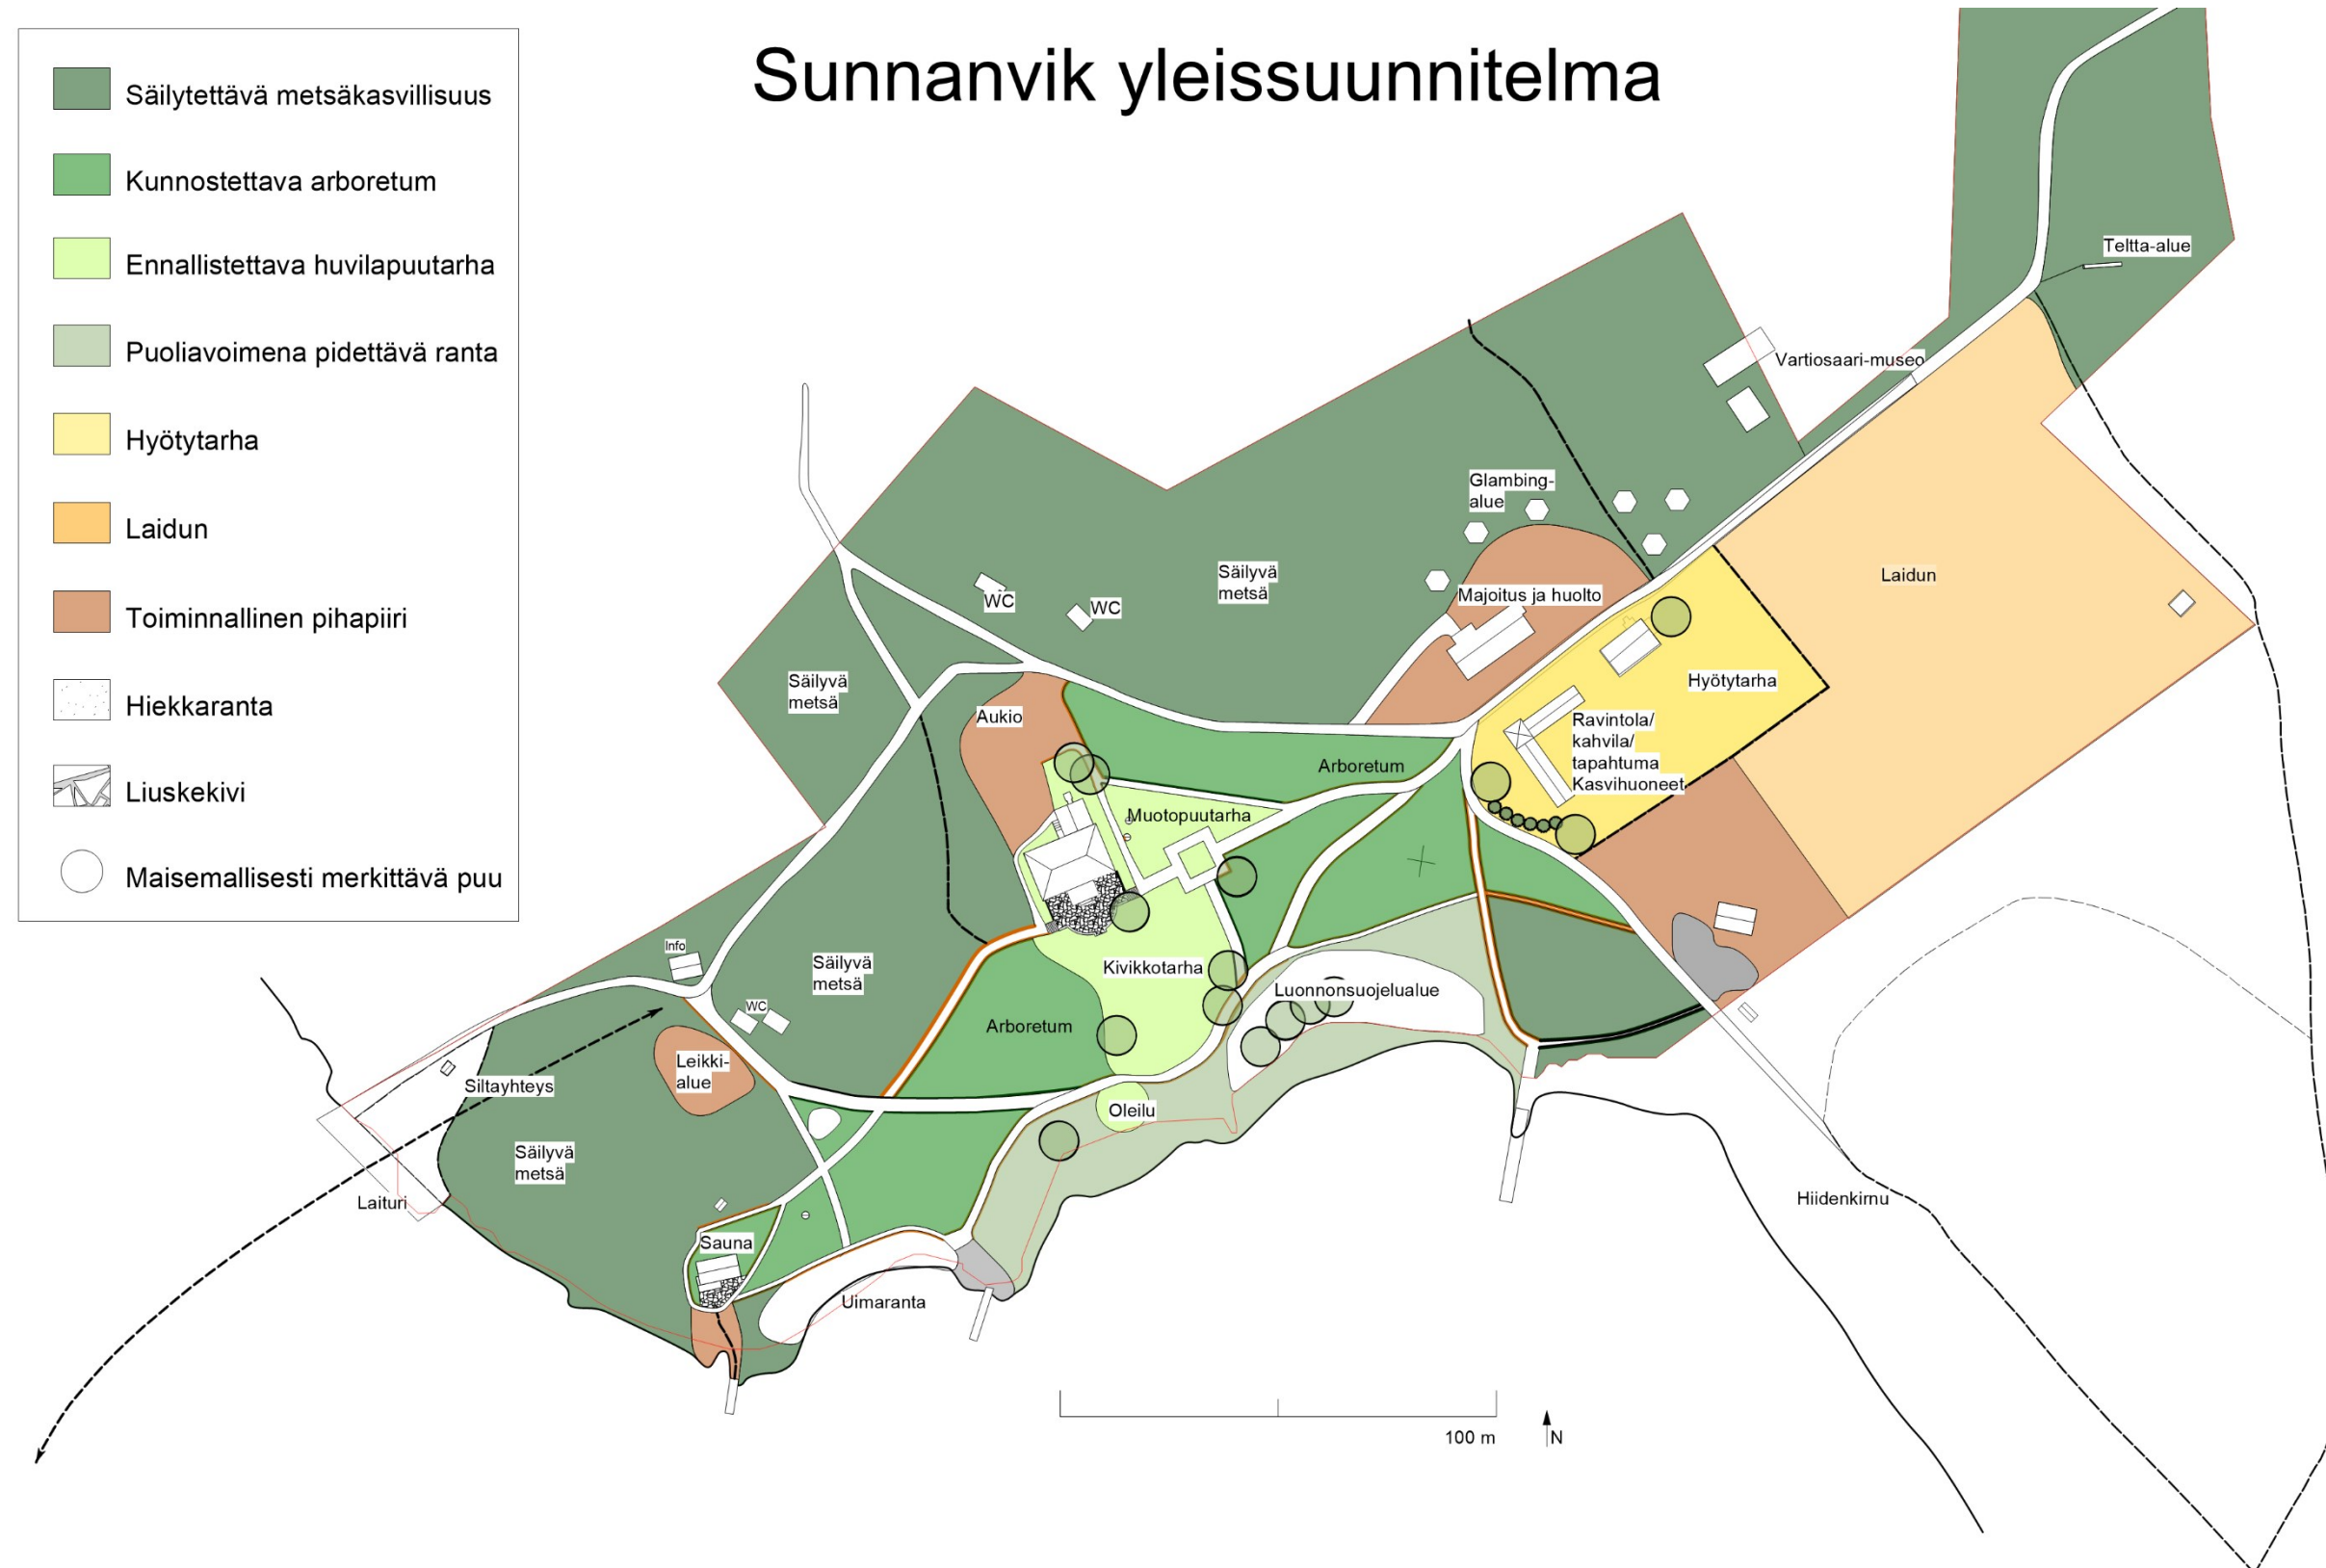 Sunnanvik yleissuunnitelma
Säilytettävä metsäkasvillisuus
Kunnostettava arboretum
Ennallistettava huvilapuutarha
Puoliavoimena pidettävä ranta
Hyötytarha
Laidun
Toiminnallinen pihapiiri
Hiekkaranta
Liuskekivi
Maisemallisesti merkittävä puu
Teltta-alue
Vartiosaari-museo
Glambing-
alue
Säilyvä
metsä
Majoitus ja huolto
Laidun
WC
WC
Säilyvä
metsä
Hyötytarha
Aukio
Ravintola/
kahvila/
tapahtuma
Kasvihuoneet
Arboretum
Muotopuutarha
Info
Säilyvä
metsä
Kivikkotarha
Luonnonsuojelualue
WC
Arboretum
Leikki-
alue
Siltayhteys
Oleilu
Säilyvä
metsä
Laituri
Hiidenkirnu
Sauna
Uimaranta
100 m
N